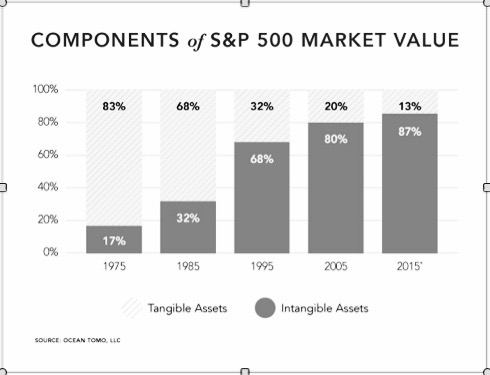 COMPONENTS of S&P 500 MARKET VALUE
100%
83% 68% 32% 20% 13%
80%
80% 87%
60%
68%
40%
32%
20%
17%
0%
1975 1985 1995 2005 2015*
Tangible Assets Intangible Assets
SOURCE: OCEAN TOMO, LLC